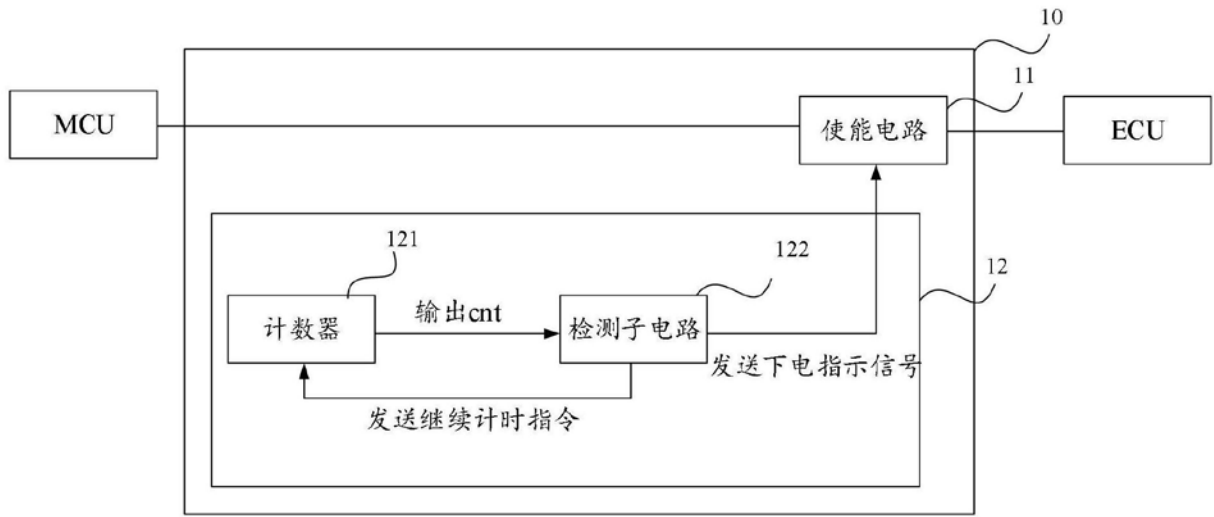 10
11
MCU
使能电路
ECU
121
122
12
计数器
输出cnt
检测子电路
发送下电指示信号
发送继续计时指令